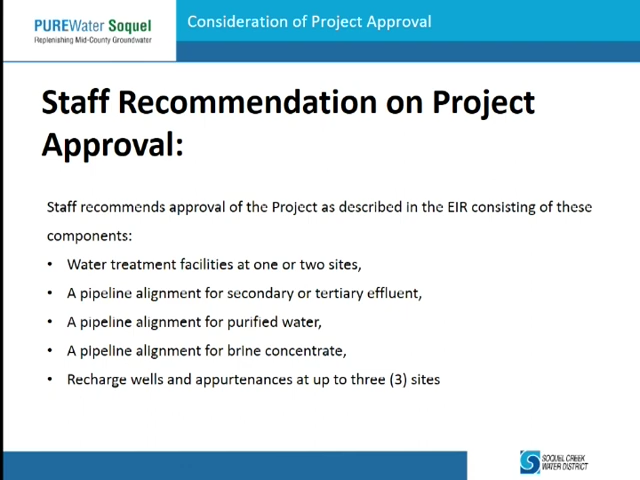 PUREWater Soquel
Replenishing Mid-County Groundwater
Consideration of Project Approval
Staff Recommendation on Project
Approval:
Staff recommends approval of the Project as described in the EIR consisting of these
components:
• Water treatment facilities at one or two sites,
• A pipeline alignment for secondary or tertiary effluent,
• A pipeline alignment for purified water,
• A pipeline alignment for brine concentrate,
• Recharge wells and appurtenances at up to three (3) sites
SOQUEL CREEK
WATER DISTRICT